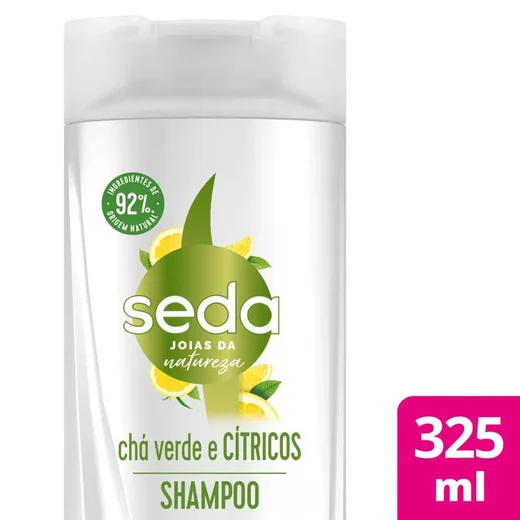 INGREDIENTES DE
92%
ORIGEM NATURAL
seda
JOIAS DA
natureza
chá verde e CÍTRICOS
SHAMPOO
325
ml